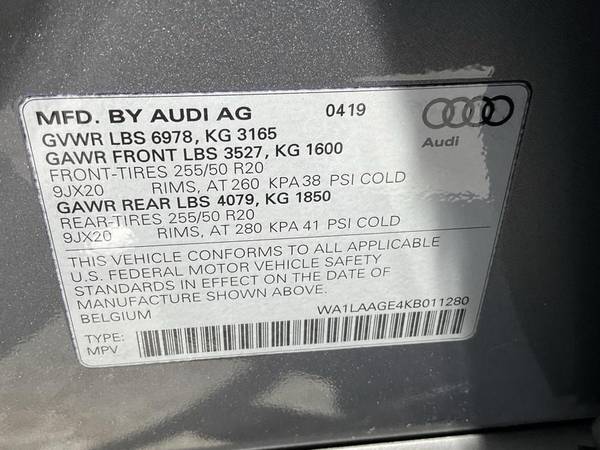 MFD. BY AUDI AG 0419
GVWR LBS 6978, KG 3165
GAWR FRONT LBS 3527, KG 1600
FRONT-TIRES 255/50 R20
9JX20 RIMS, AT 260 KPA 38 PSI COLD
GAWR REAR LBS 4079, KG 1850
REAR-TIRES 255/50 R20
9JX20 RIMS, AT 280 KPA 41 PSI COLD
Audi
THIS VEHICLE CONFORMS TO ALL APPLICABLE
U.S. FEDERAL MOTOR VEHICLE SAFETY
STANDARDS IN EFFECT ON THE DATE OF
MANUFACTURE SHOWN ABOVE.
BELGIUM
WA1LAAGE4KB011280
TYPE:
MPV